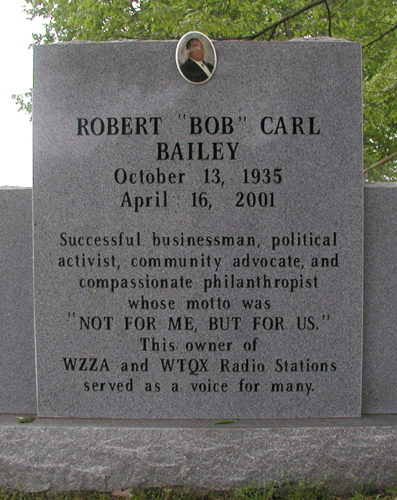 ROBERT "BOB" CARL
BAILEY
October 13, 1935
April 16, 2001
Successful businessman, political
activist, community advocate, and
compassionate philanthropist
whose motto was
"NOT FOR ME, BUT FOR US."
This owner of
WZZA and WTQX Radio Stations
served as a voice for many.